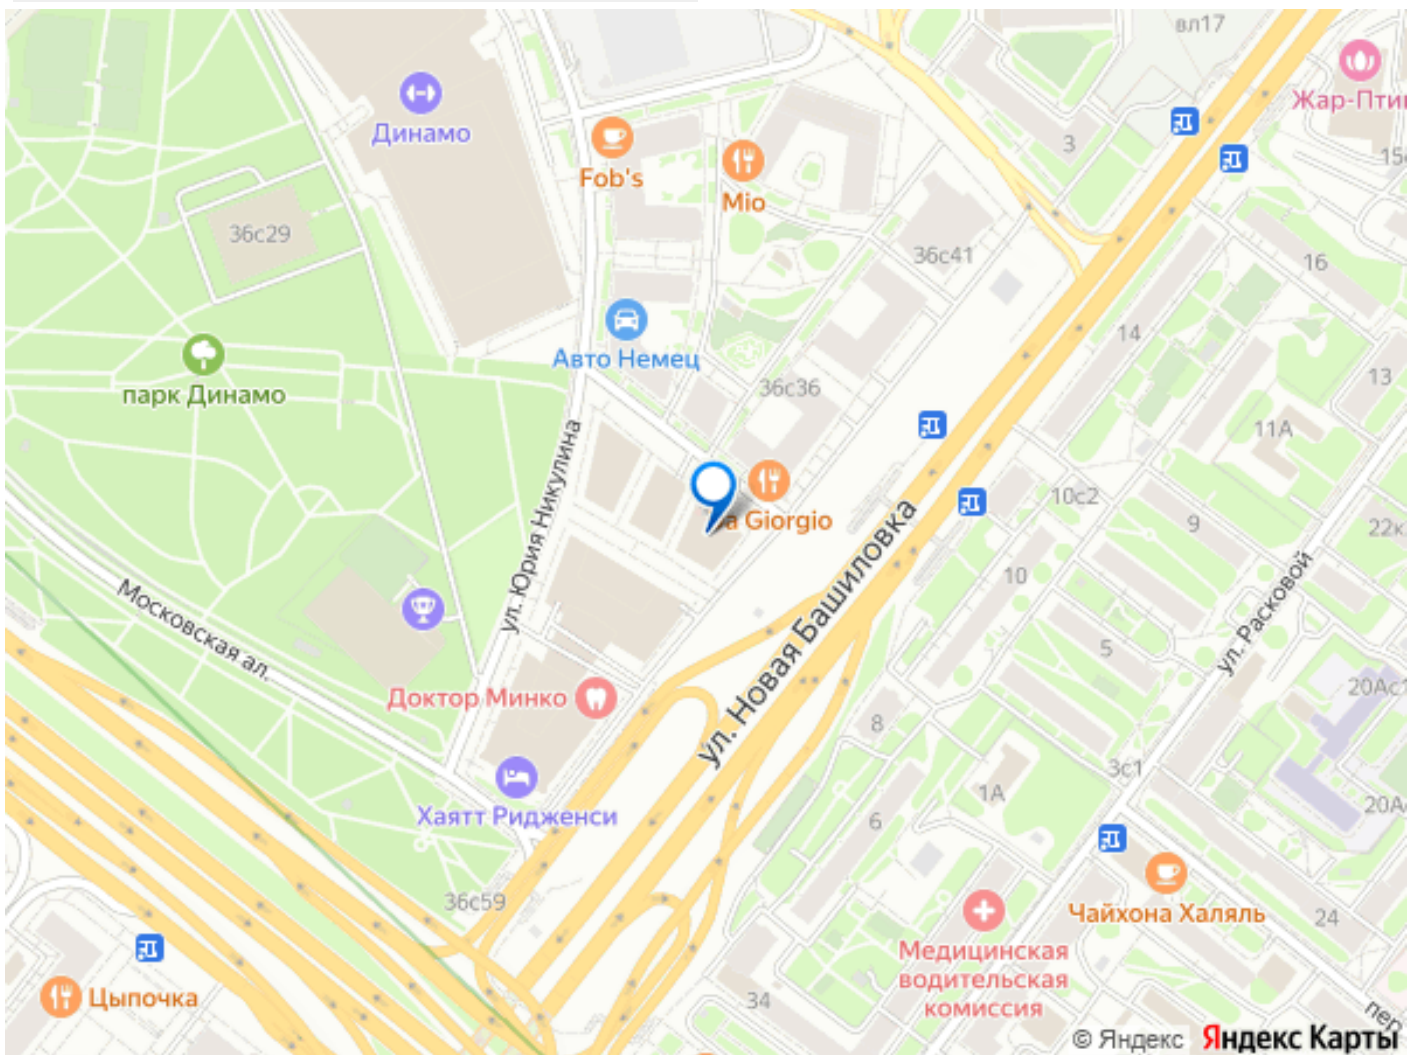 вл17
Жар-Пти
Динамо
3
15
Fob's
Mio
36с29
36с41
16
14
Авто Немец
парк Динамо
36с36
13
11А
ул. Юрия Никулина
10с2
Giorgio
9
22к
ул. Новая Башиловка
10
ул. Расковой
Московская ал.
5
Доктор Минко
20Ас1
8
3с1
Хаятт Ридженси
1А
6
20А
36с59
Чайхона Халяль
24
Медицинская
водительская
комиссия
Цыпочка
34
пер.
© Яндекс Яндекс Карты